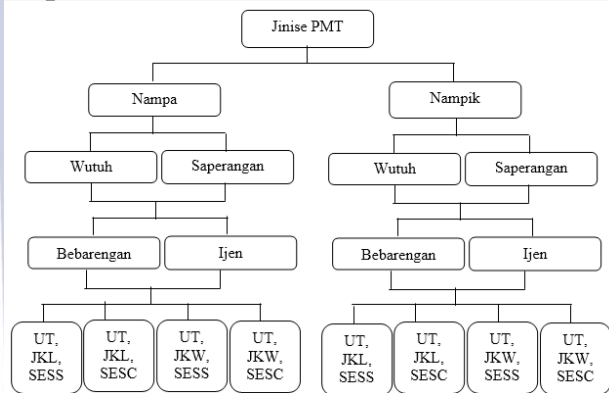 Jinise PMT
Nampa
Nampik
Wutuh
Saperangan
Wutuh
Saperangan
Bebarengan
Ijen
Bebarengan
Ijen
UT,
JKL,
SESS
UT,
JKL,
SESC
UT,
JKW,
SESS
UT,
JKW,
SESC
UT,
JKL,
SESS
UT,
JKL,
SESC
UT,
JKW,
SESS
UT,
JKW,
SESC